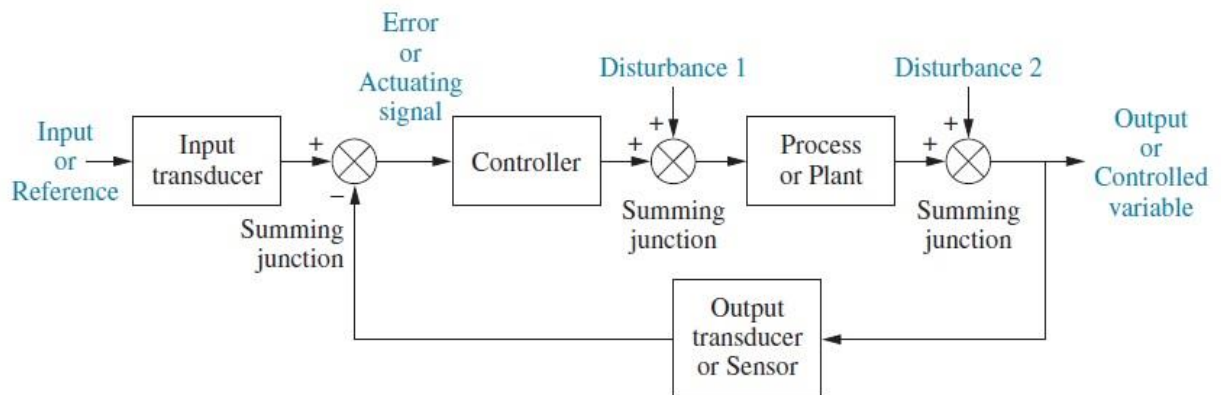 Error
or
Actuating
signal
Disturbance 1
Disturbance 2
Input
or
Reference
Input
transducer
+
−
Summing
junction
Controller
+
+
Summing
junction
Process
or Plant
+
+
Summing
junction
Output
or
Controlled
variable
Output
transducer
or Sensor